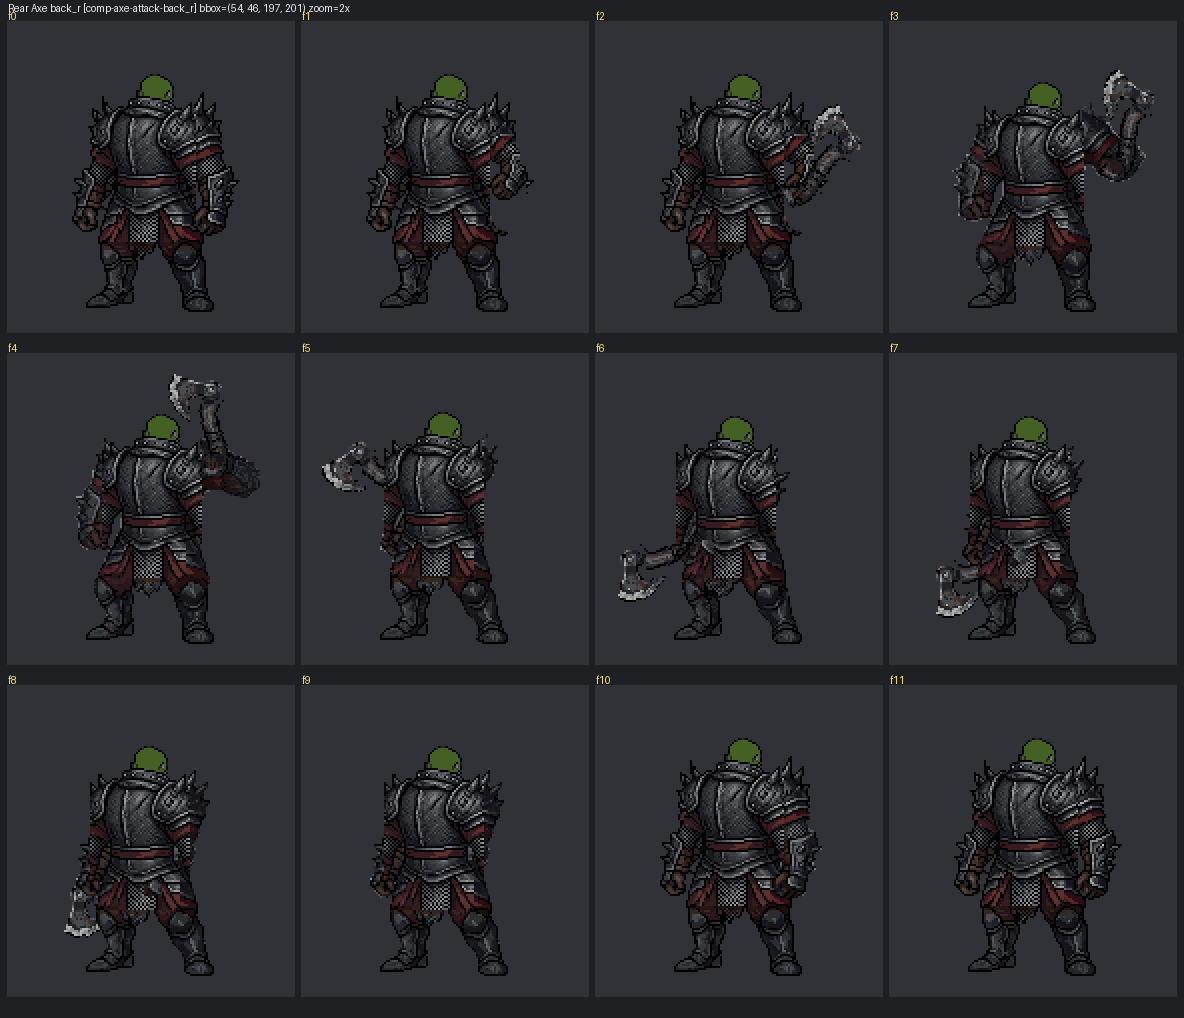 Rear Axe back_r [comp-axe-attack-back_r] bbox=(54, 46, 197, 201) zoom=2x
f0 f1 f2 f3
f4 f5 f6 f7
f8 f9 f10 f11